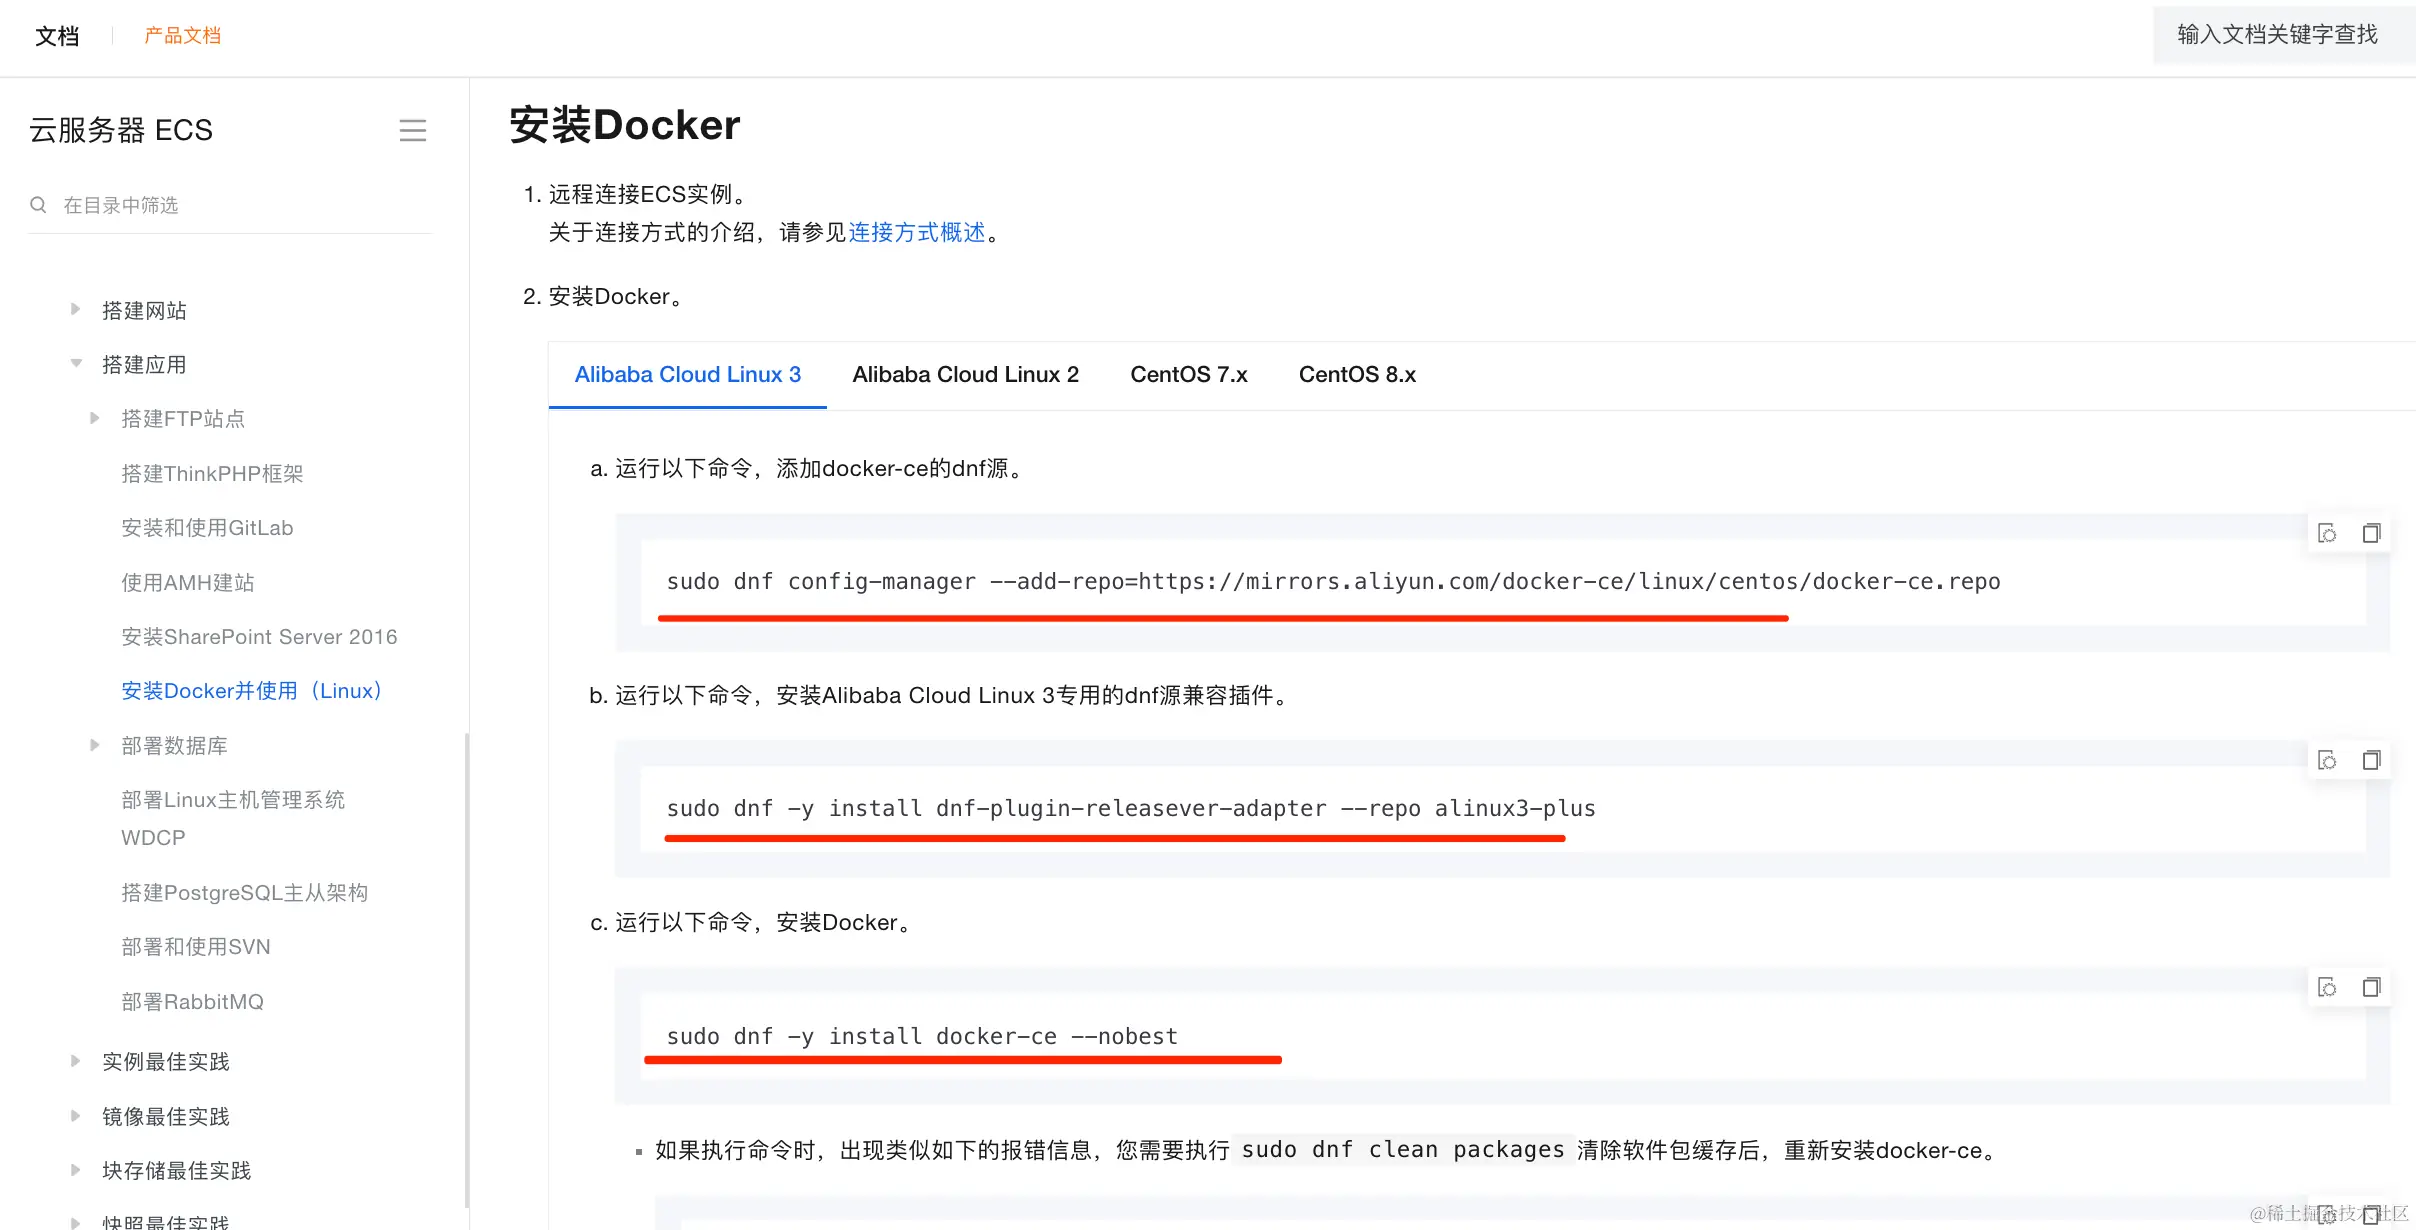 文档
产品文档
输入文档关键字查找
云服务器 ECS
在目录中筛选
搭建网站
搭建应用
搭建FTP站点
搭建ThinkPHP框架
安装和使用GitLab
使用AMH建站
安装SharePoint Server 2016
安装Docker并使用（Linux）
部署数据库
部署Linux主机管理系统
WDCP
搭建PostgreSQL主从架构
部署和使用SVN
部署RabbitMQ
实例最佳实践
镜像最佳实践
块存储最佳实践
快照最佳实践
安装Docker
1. 远程连接ECS实例。
关于连接方式的介绍，请参见连接方式概述。
2. 安装Docker。
Alibaba Cloud Linux 3
Alibaba Cloud Linux 2
CentOS 7.x
CentOS 8.x
a. 运行以下命令，添加docker-ce的dnf源。
sudo dnf config-manager --add-repo=https://mirrors.aliyun.com/docker-ce/linux/centos/docker-ce.repo
b. 运行以下命令，安装Alibaba Cloud Linux 3专用的dnf源兼容插件。
sudo dnf -y install dnf-plugin-releasever-adapter --repo alinux3-plus
c. 运行以下命令，安装Docker。
sudo dnf -y install docker-ce --nobest
▪ 如果执行命令时，出现类似如下的报错信息，您需要执行 sudo dnf clean packages 清除软件包缓存后，重新安装docker-ce。
@稀土掘金技术社区